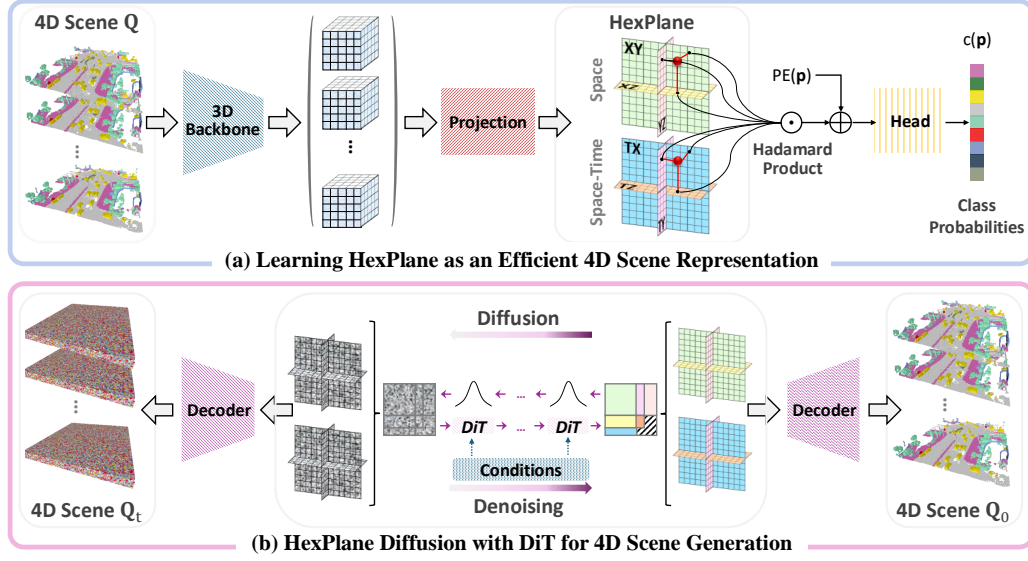 4D Scene Q
3D
Backbone
Projection
HexPlane
Space
XY
XZ
YZ
Space-Time
TX
TZ
TY
PE(p)
Hadamard
Product
Head
c(p)
Class
Probabilities
(a) Learning HexPlane as an Efficient 4D Scene Representation
4D Scene Qt
Decoder
Diffusion
...
DiT
...
DiT
Conditions
Denoising
Decoder
4D Scene Q0
(b) HexPlane Diffusion with DiT for 4D Scene Generation